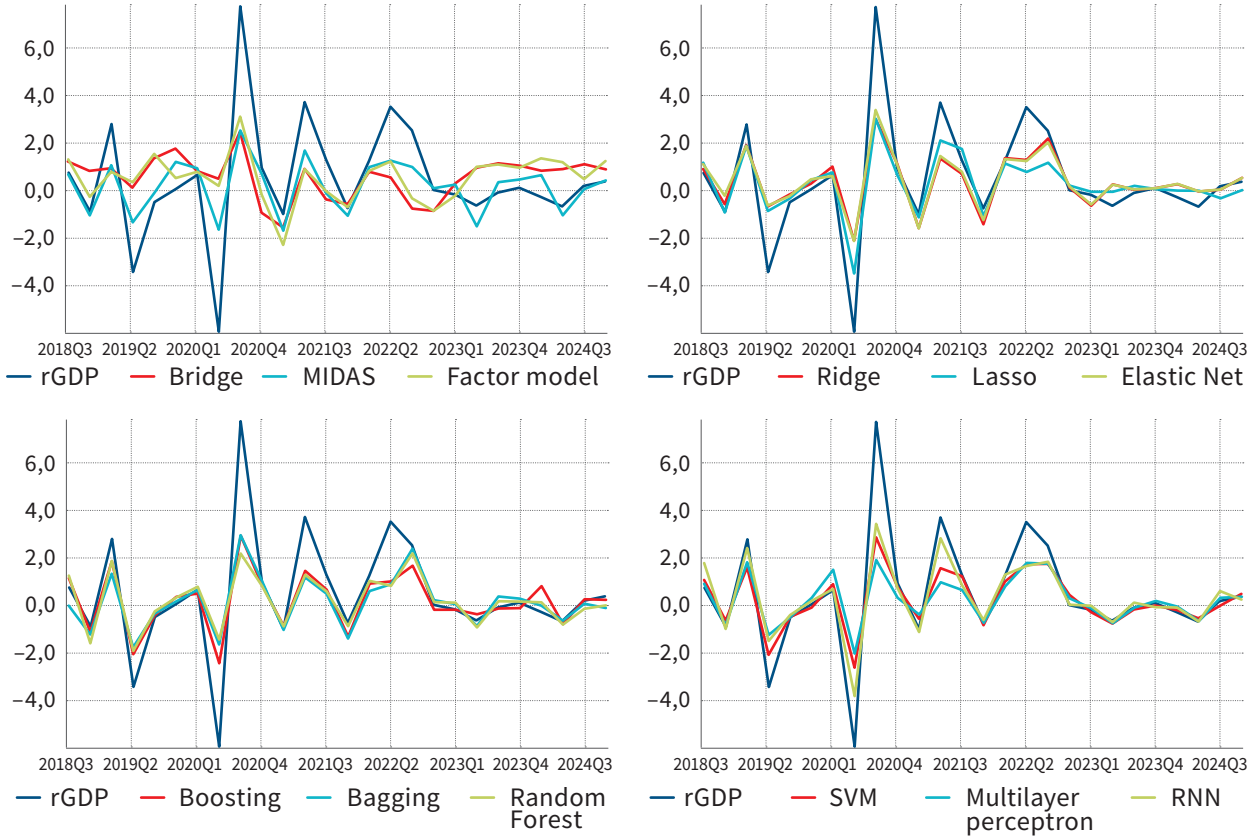 6,0
4,0
2,0
0,0
−2,0
−4,0
2018Q3 2019Q2 2020Q1 2020Q4 2021Q3 2022Q2 2023Q1 2023Q4 2024Q3
rGDP Bridge MIDAS Factor model
6,0
4,0
2,0
0,0
−2,0
−4,0
2018Q3 2019Q2 2020Q1 2020Q4 2021Q3 2022Q2 2023Q1 2023Q4 2024Q3
rGDP Ridge Lasso Elastic Net
6,0
4,0
2,0
0,0
−2,0
−4,0
2018Q3 2019Q2 2020Q1 2020Q4 2021Q3 2022Q2 2023Q1 2023Q4 2024Q3
rGDP Boosting Bagging Random
Forest
6,0
4,0
2,0
0,0
−2,0
−4,0
2018Q3 2019Q2 2020Q1 2020Q4 2021Q3 2022Q2 2023Q1 2023Q4 2024Q3
rGDP SVM Multilayer RNN
perceptron